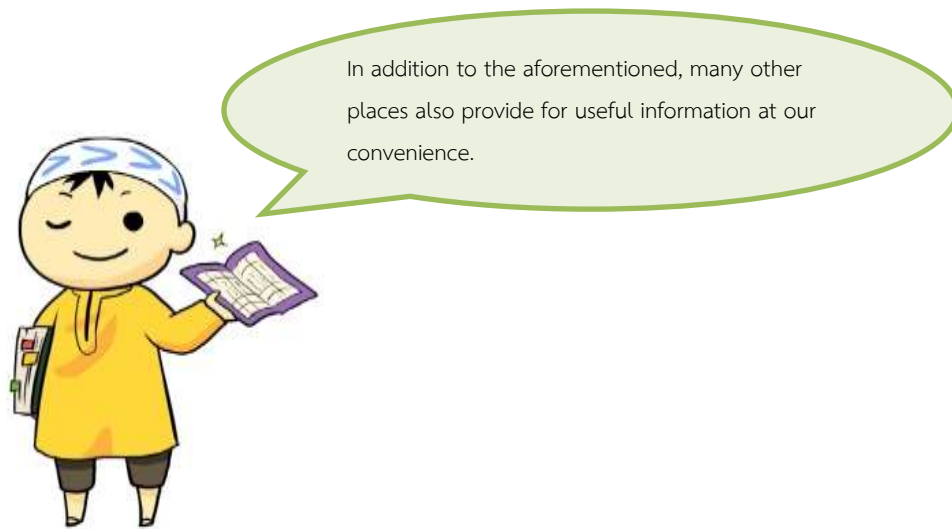 In addition to the aforementioned, many other
places also provide for useful information at our
convenience.